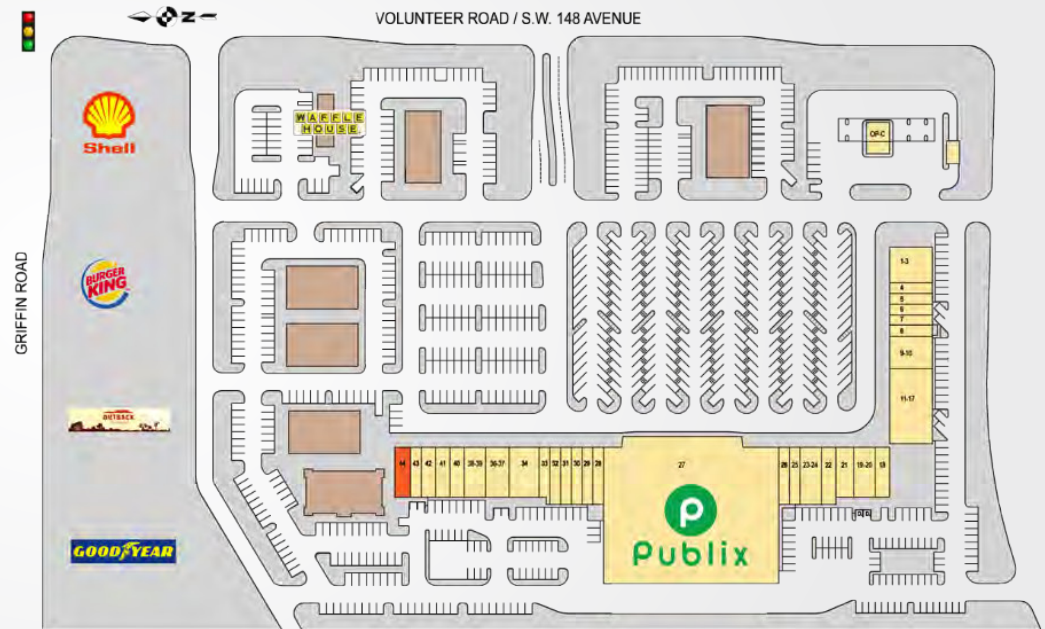 VOLUNTEER ROAD / S.W. 148 AVENUE
Z
Shell
WAFFLE
HOUSE
OP-C
GRIFFIN ROAD
BURGER
KING
OUTBACK
GOODYEAR
1-3
4
5
6
7
8
9-10
11-17
44
43
42
41
40
38-39
36-37
34
33
32
31
30
29
28
27
26
25
23-24
22
21
19-20
18
P
Publix